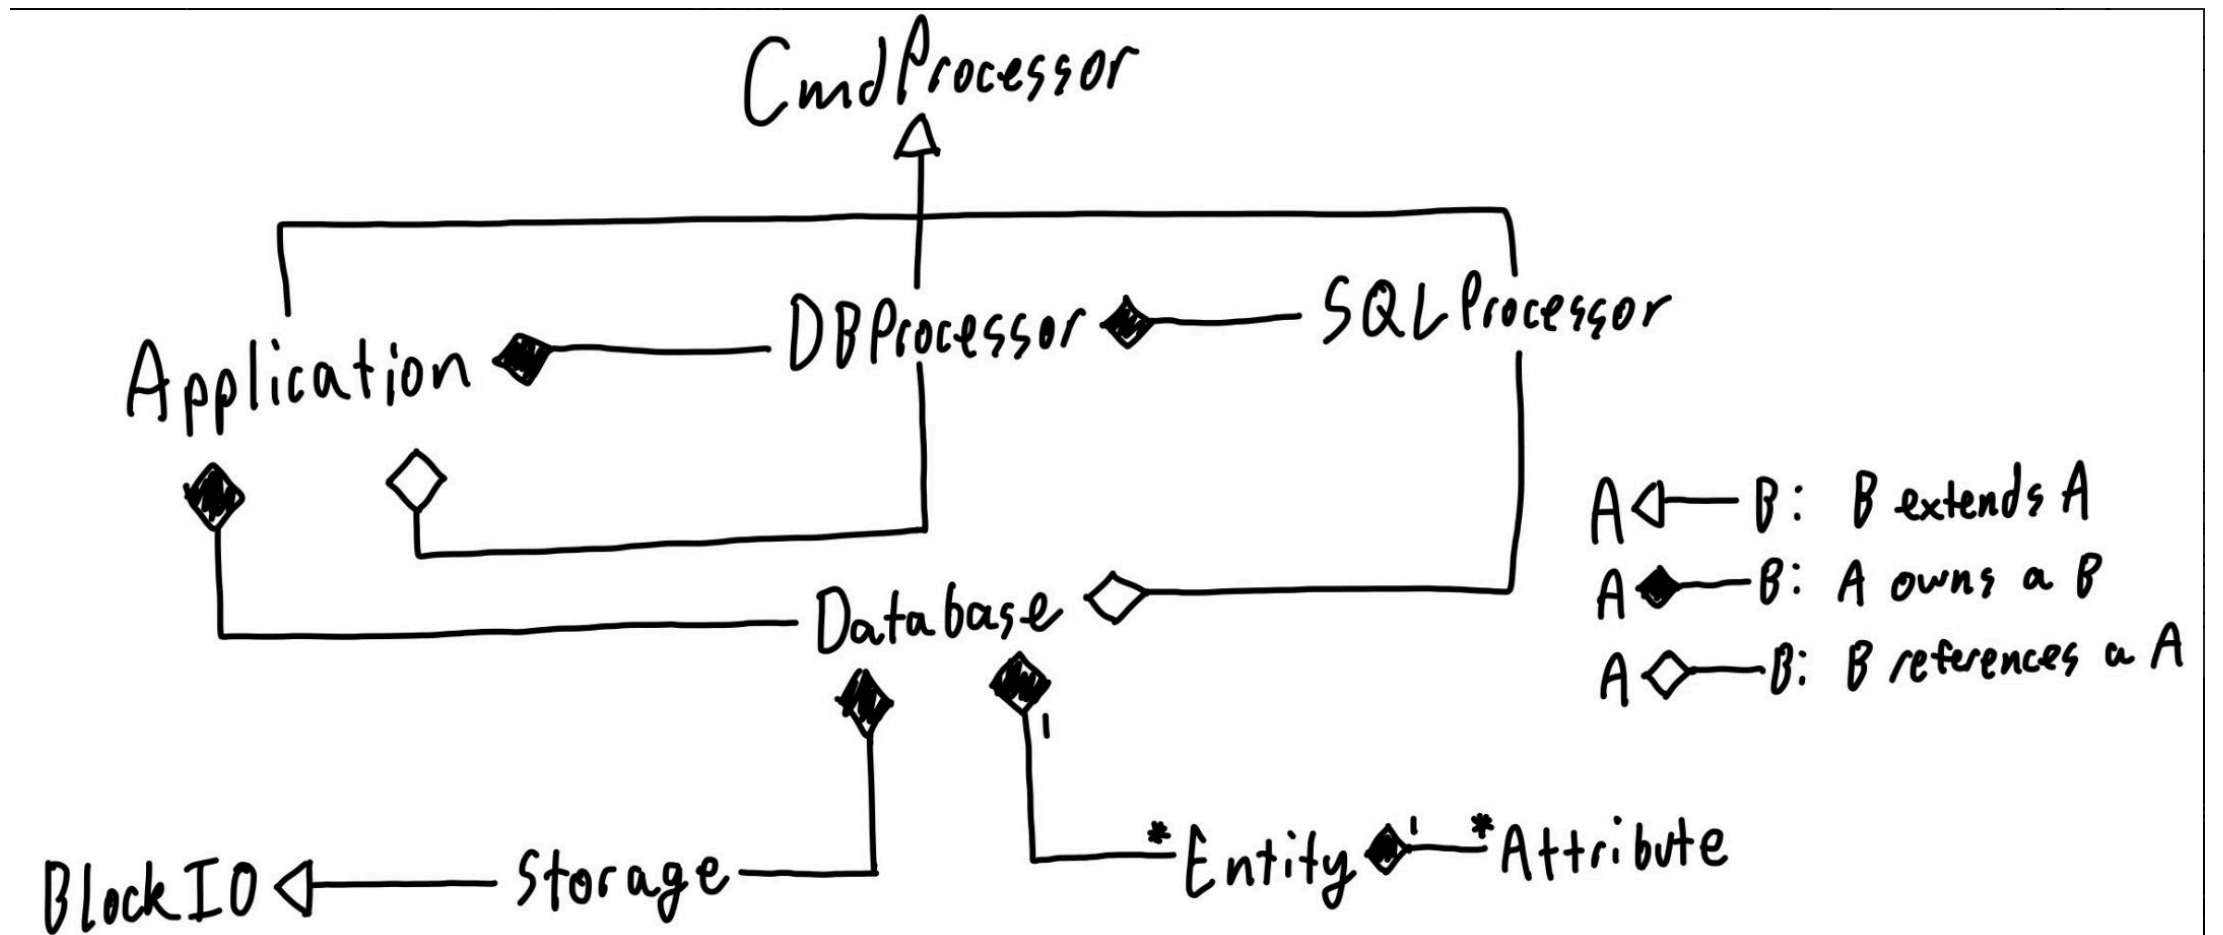 CmdProcessor
Application
DBProcessor
SQLProcessor
A B: B extends A
A B: A owns a B
A B: B references a A
Database
1
* Entity 1 * Attribute
BlockIO Storage